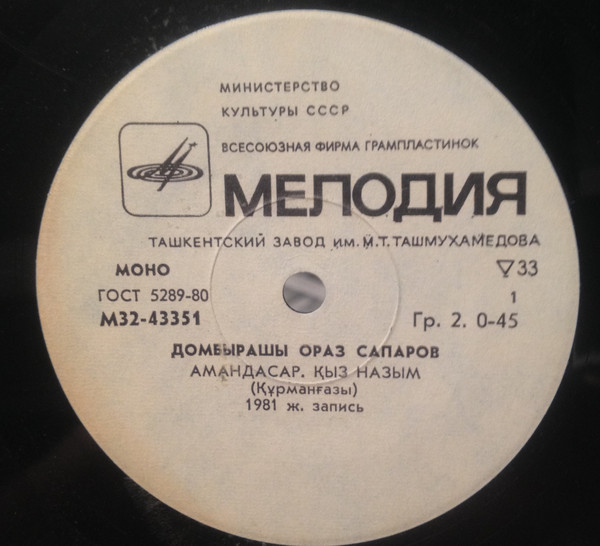 МИНИСТЕРСТВО
КУЛЬТУРЫ СССР
ВСЕСОЮЗНАЯ ФИРМА ГРАМПЛАСТИНОК
МЕЛОДИЯ
ТАШКЕНТСКИЙ ЗАВОД ИМ. М.Т. ТАШМУХАМЕДОВА
МОНО ▽33
ГОСТ 5289-80 1
М32-43351 Гр. 2. 0-45
ДОМБЫРАШЫ ОРАЗ САПАРОВ
АМАНДАСАР. ҚЫЗ НАЗЫМ
(Құрманғазы)
1981 ж. запись